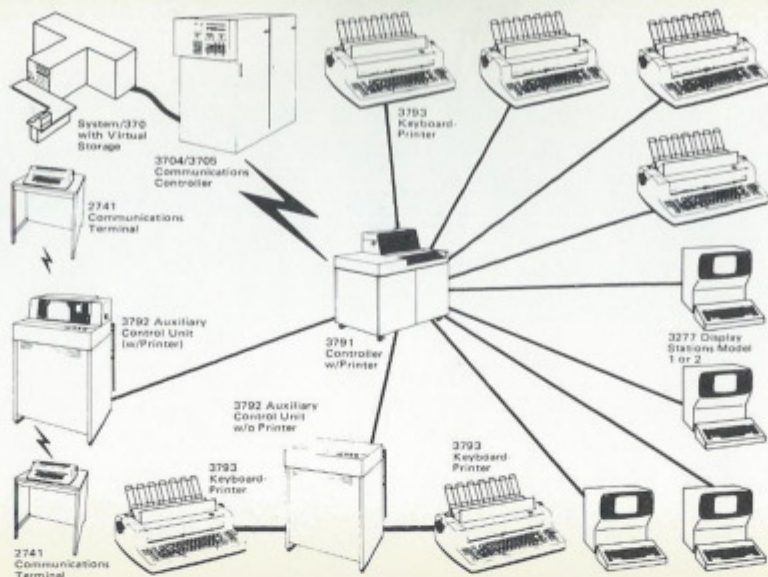 System/370
with Virtual
Storage
3704/3705
Communications
Controller
3793
Keyboard-
Printer
2741
Communications
Terminal
3792 Auxiliary
Control Unit
(w/Printer)
3791
Controller
w/Printer
3277 Display
Stations Model
1 or 2
3792 Auxiliary
Control Unit
w/o Printer
3793
Keyboard-
Printer
3793
Keyboard-
Printer
2741
Communications
Terminal